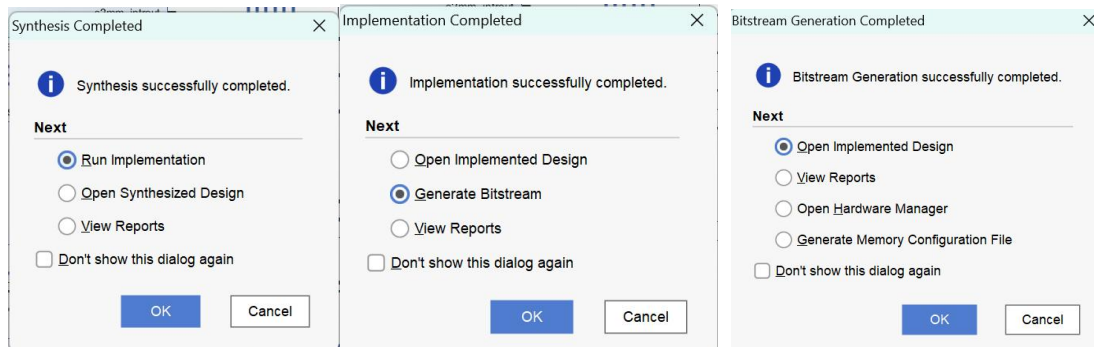 Synthesis Completed
Synthesis successfully completed.
Next
Run Implementation
Open Synthesized Design
View Reports
Don't show this dialog again
OK
Cancel
Implementation Completed
Implementation successfully completed.
Next
Open Implemented Design
Generate Bitstream
View Reports
Don't show this dialog again
OK
Cancel
Bitstream Generation Completed
Bitstream Generation successfully completed.
Next
Open Implemented Design
View Reports
Open Hardware Manager
Generate Memory Configuration File
Don't show this dialog again
OK
Cancel